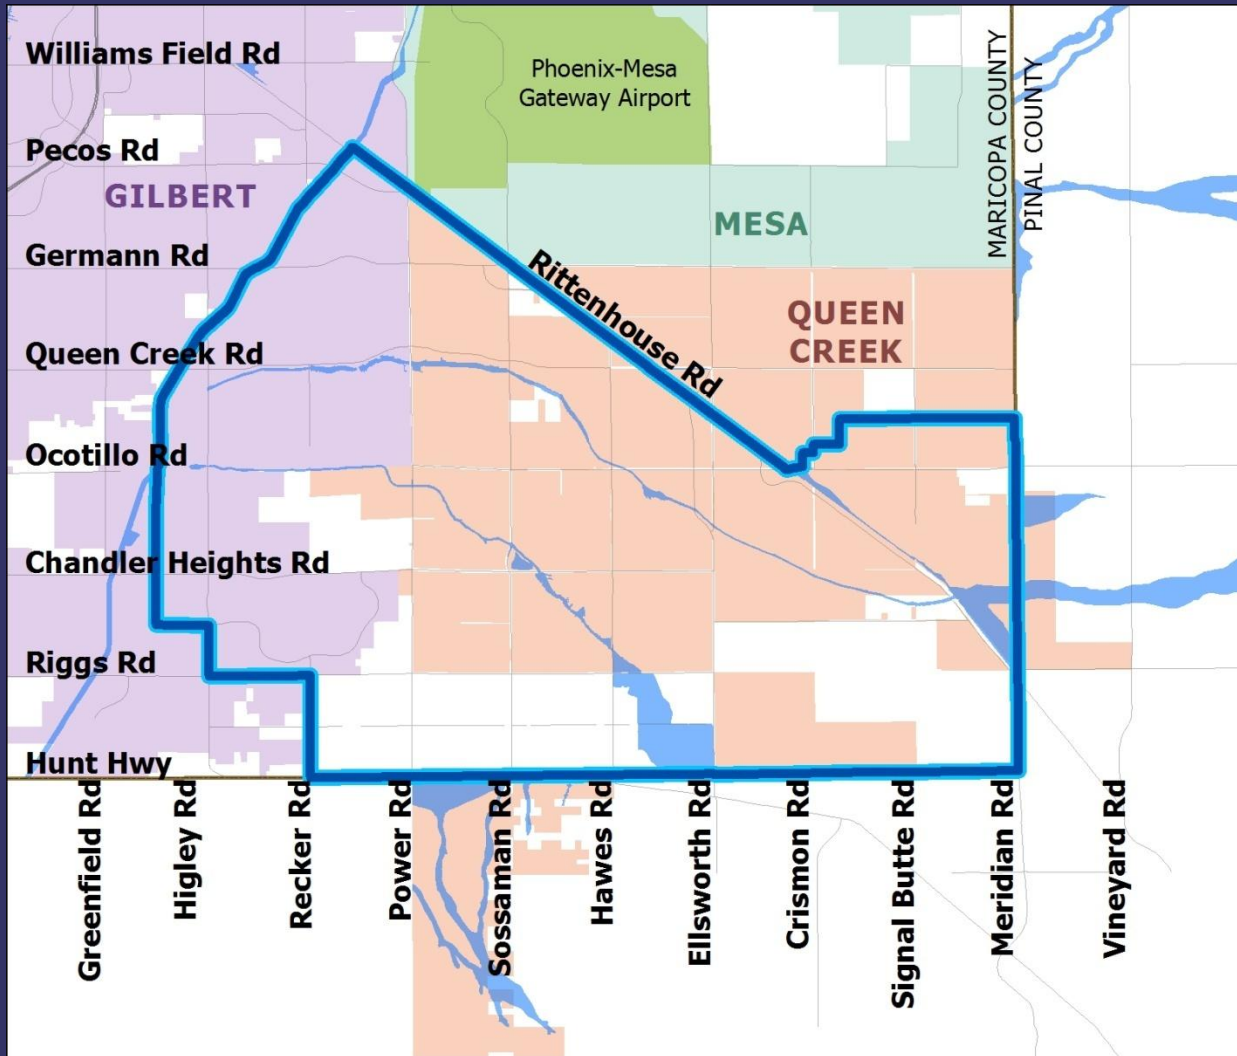 Williams Field Rd
Phoenix-Mesa
Gateway Airport
MARICOPA COUNTY
PINAL COUNTY
Pecos Rd
GILBERT
MESA
Germann Rd
Rittenhouse Rd
QUEEN
CREEK
Queen Creek Rd
Ocotillo Rd
Chandler Heights Rd
Riggs Rd
Hunt Hwy
Greenfield Rd
Higley Rd
Recker Rd
Power Rd
Sossaman Rd
Hawes Rd
Ellsworth Rd
Crismon Rd
Signal Butte Rd
Meridian Rd
Vineyard Rd